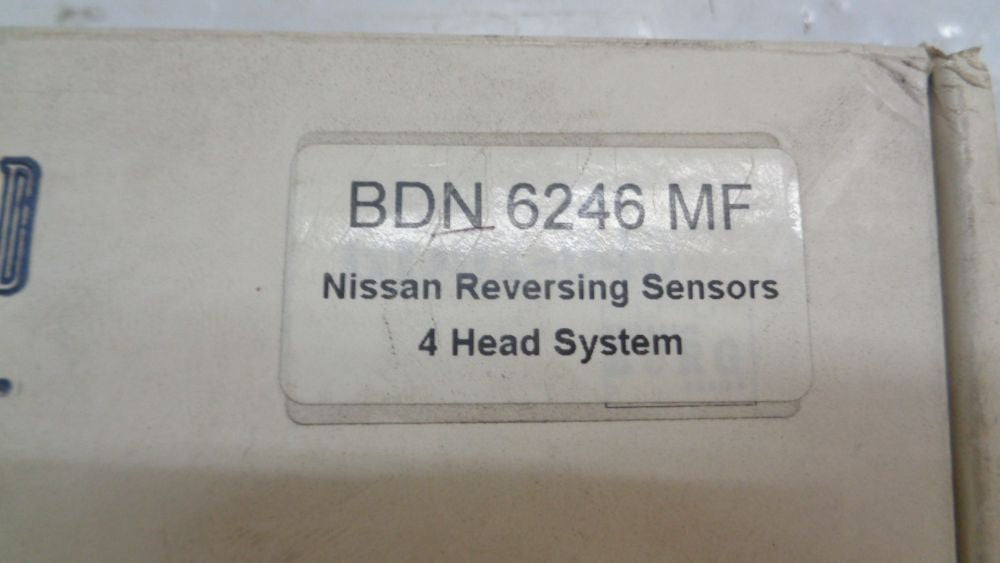 BDN 6246 MF
Nissan Reversing Sensors
4 Head System